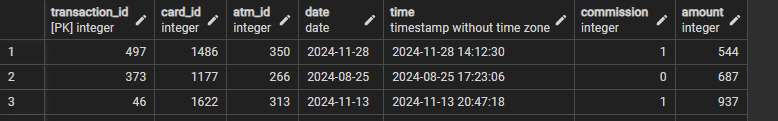 transaction_id card_id atm_id date time commission amount
[PK] integer integer integer date timestamp without time zone integer integer
1 497 1486 350 2024-11-28 2024-11-28 14:12:30 1 544
2 373 1177 266 2024-08-25 2024-08-25 17:23:06 0 687
3 46 1622 313 2024-11-13 2024-11-13 20:47:18 1 937